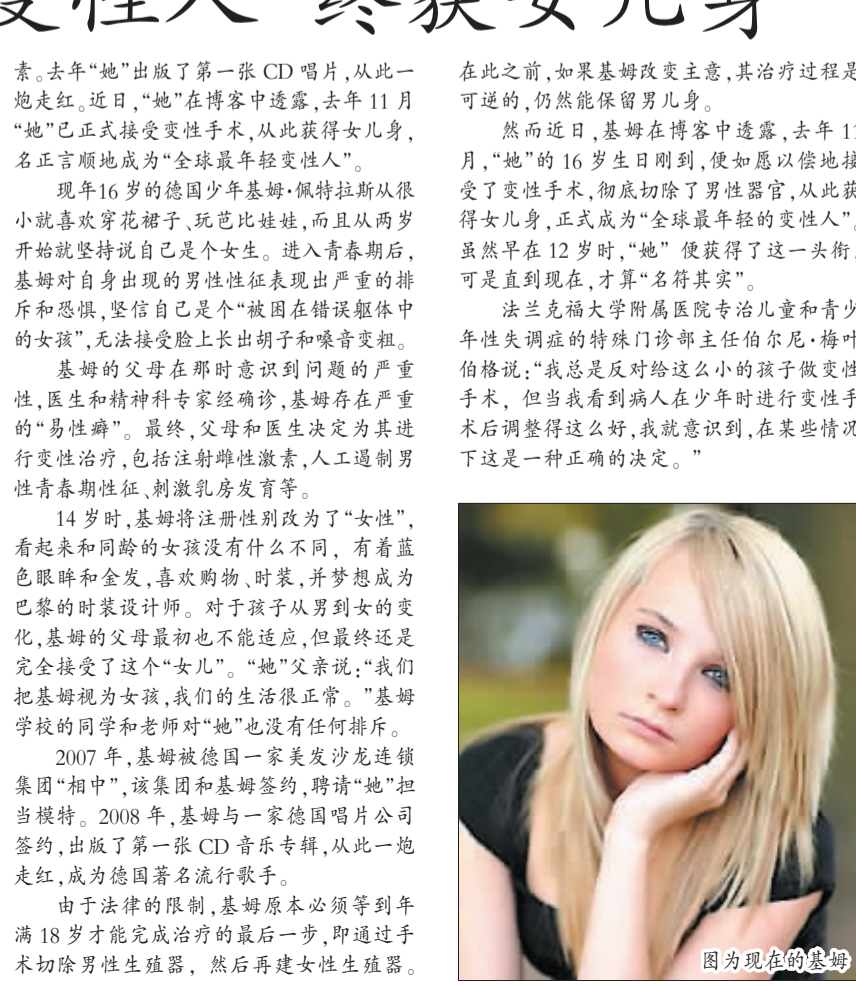 变性人” 终获女儿身
素。去年“她”出版了第一张 CD 唱片,从此一
炮走红。近日,“她”在博客中透露,去年 11 月
“她”已正式接受变性手术,从此获得女儿身,
名正言顺地成为“全球最年轻变性人”。
现年16 岁的德国少年基姆·佩特拉斯从很
小就喜欢穿花裙子、玩芭比娃娃,而且从两岁
开始就坚持说自己是个女生。进入青春期后,
基姆对自身出现的男性性征表现出严重的排
斥和恐惧,坚信自己是个“被困在错误躯体中
的女孩”,无法接受脸上长出胡子和嗓音变粗。
基姆的父母在那时意识到问题的严重
性,医生和精神科专家经确诊,基姆存在严重
的“易性癖”。最终,父母和医生决定为其进
行变性治疗,包括注射雌性激素,人工遏制男
性青春期性征、刺激乳房发育等。
14 岁时,基姆将注册性别改为了“女性”,
看起来和同龄的女孩没有什么不同，有着蓝
色眼眸和金发,喜欢购物、时装,并梦想成为
巴黎的时装设计师。对于孩子从男到女的变
化,基姆的父母最初也不能适应,但最终还是
完全接受了这个“女儿”。“她”父亲说:“我们
把基姆视为女孩,我们的生活很正常。”基姆
学校的同学和老师对“她”也没有任何排斥。
2007 年,基姆被德国一家美发沙龙连锁
集团“相中”,该集团和基姆签约,聘请“她”担
当模特。2008 年,基姆与一家德国唱片公司
签约,出版了第一张 CD 音乐专辑,从此一炮
走红,成为德国著名流行歌手。
由于法律的限制,基姆原本必须等到年
满 18 岁才能完成治疗的最后一步,即通过手
术切除男性生殖器，然后再建女性生殖器。
在此之前,如果基姆改变主意,其治疗过程是
可逆的,仍然能保留男儿身。
然而近日,基姆在博客中透露,去年 11
月,“她”的 16 岁生日刚到,便如愿以偿地接
受了变性手术,彻底切除了男性器官,从此获
得女儿身,正式成为“全球最年轻的变性人”。
虽然早在 12 岁时,“她”便获得了这一头衔,
可是直到现在,才算“名符其实”。
法兰克福大学附属医院专治儿童和青少
年性失调症的特殊门诊部主任伯尔尼·梅叶
伯格说:“我总是反对给这么小的孩子做变性
手术，但当我看到病人在少年时进行变性手
术后调整得这么好,我就意识到,在某些情况
下这是一种正确的决定。”
图为现在的基姆